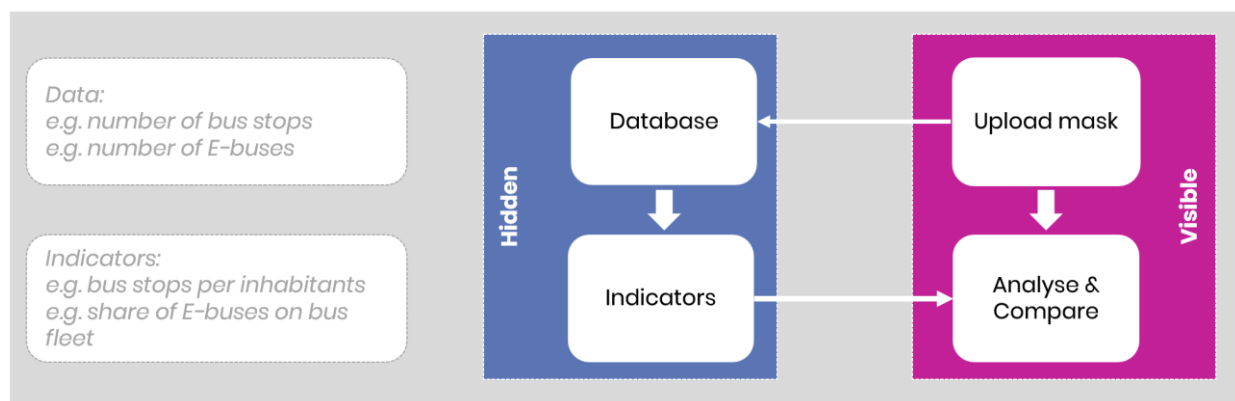 Data:
e.g. number of bus stops
e.g. number of E-buses
Indicators:
e.g. bus stops per inhabitants
e.g. share of E-buses on bus
fleet
Hidden
Database
Indicators
Upload mask
Analyse &
Compare
Visible